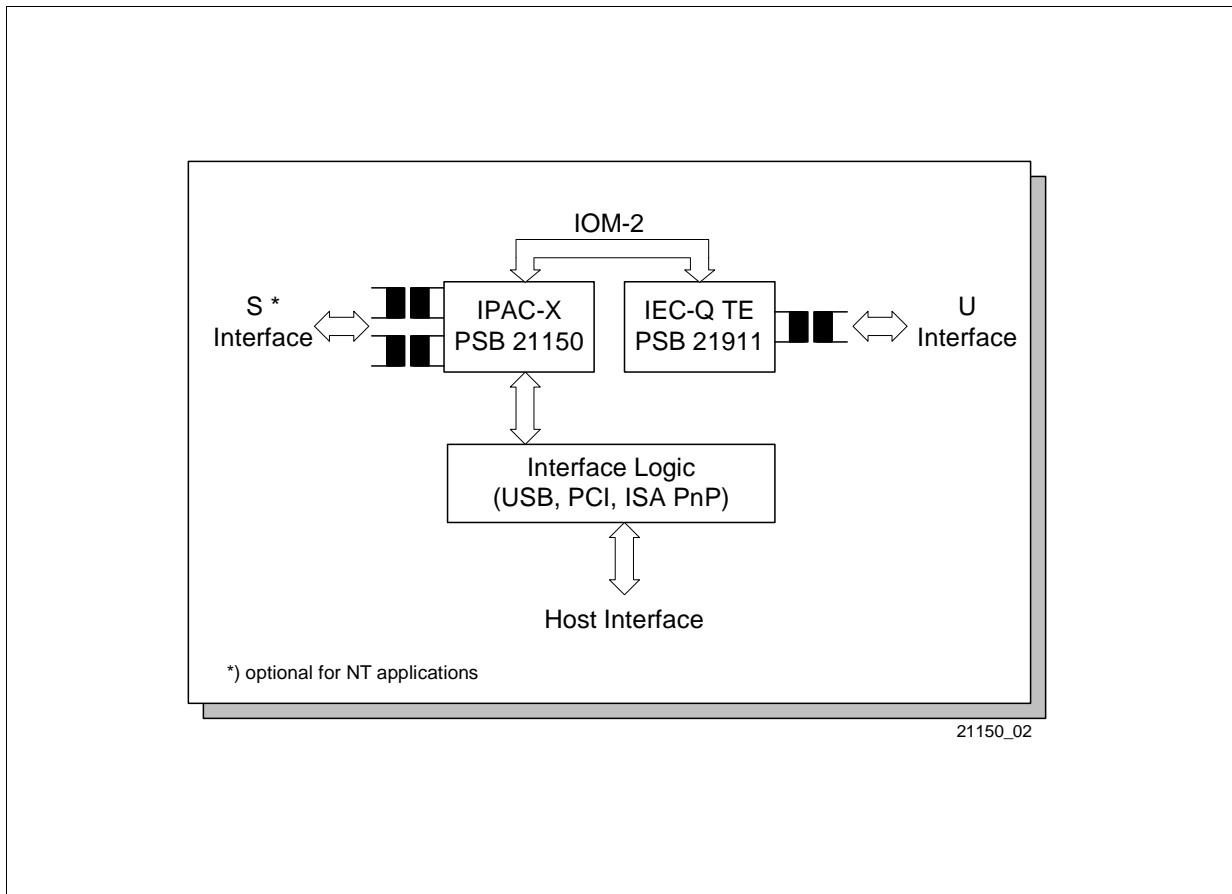 IOM-2
S *
Interface
IPAC-X
PSB 21150
IEC-Q TE
PSB 21911
U
Interface
Interface Logic
(USB, PCI, ISA PnP)
Host Interface
*) optional for NT applications
21150_02